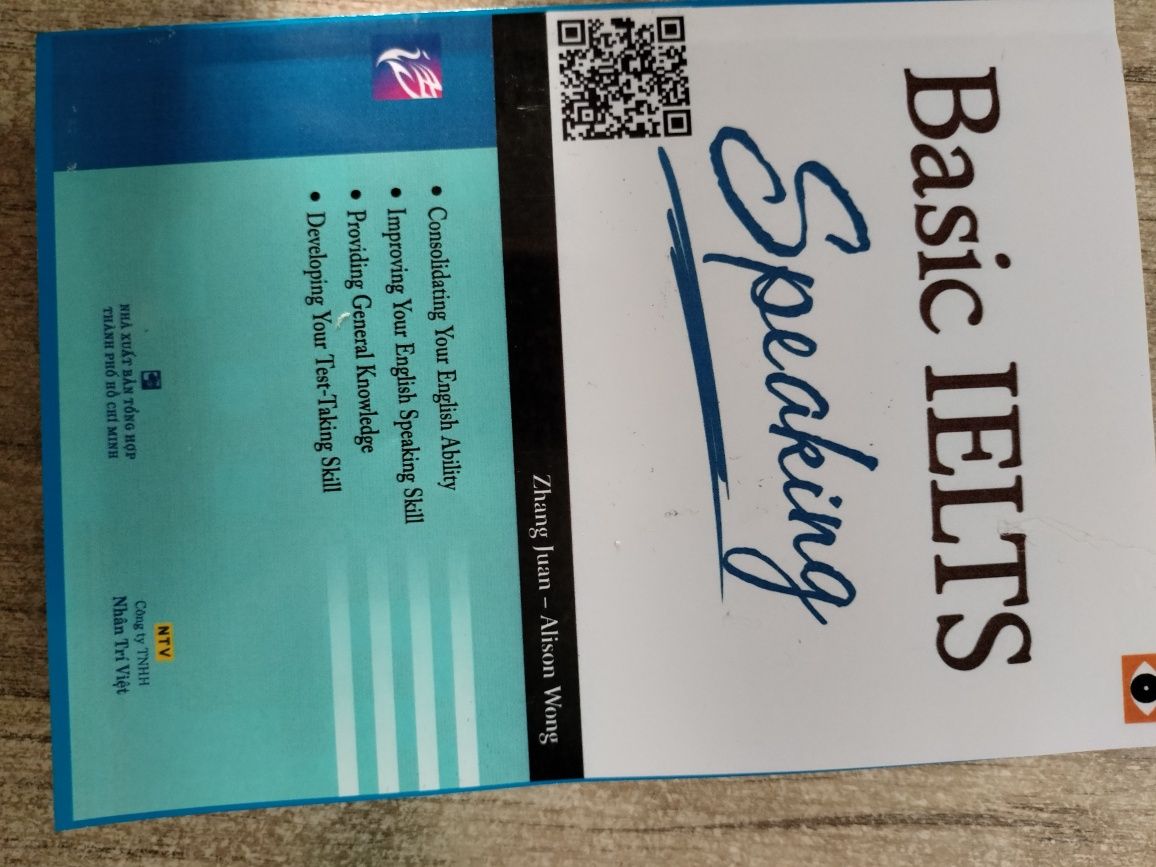 Basic IELTS
Speaking
Zhang Juan – Alison Wong
• Consolidating Your English Ability
• Improving Your English Speaking Skill
• Providing General Knowledge
• Developing Your Test-Taking Skill
NHÀ XUẤT BẢN TỔNG HỢP
THÀNH PHỐ HỒ CHÍ MINH
NTV
Công ty TNHH
Nhân Trí Việt